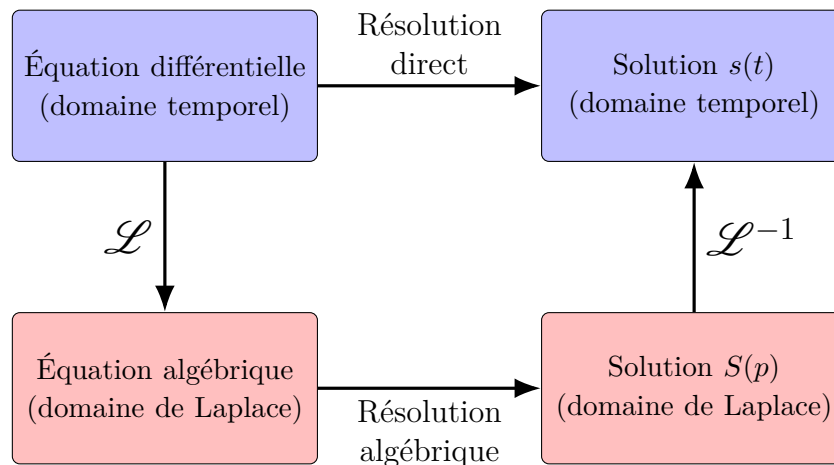 Équation différentielle
(domaine temporel)
Résolution
direct
Solution s(t)
(domaine temporel)
ℒ
ℒ⁻¹
Équation algébrique
(domaine de Laplace)
Résolution
algébrique
Solution S(p)
(domaine de Laplace)